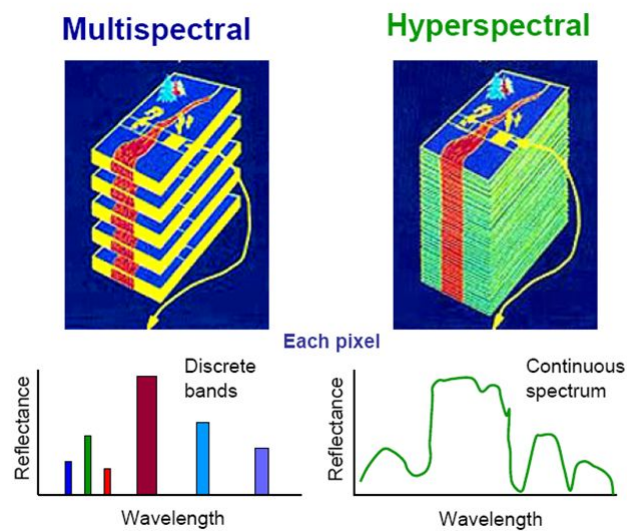 Multispectral
Hyperspectral
Each pixel
Reflectance
Discrete
bands
Wavelength
Reflectance
Continuous
spectrum
Wavelength